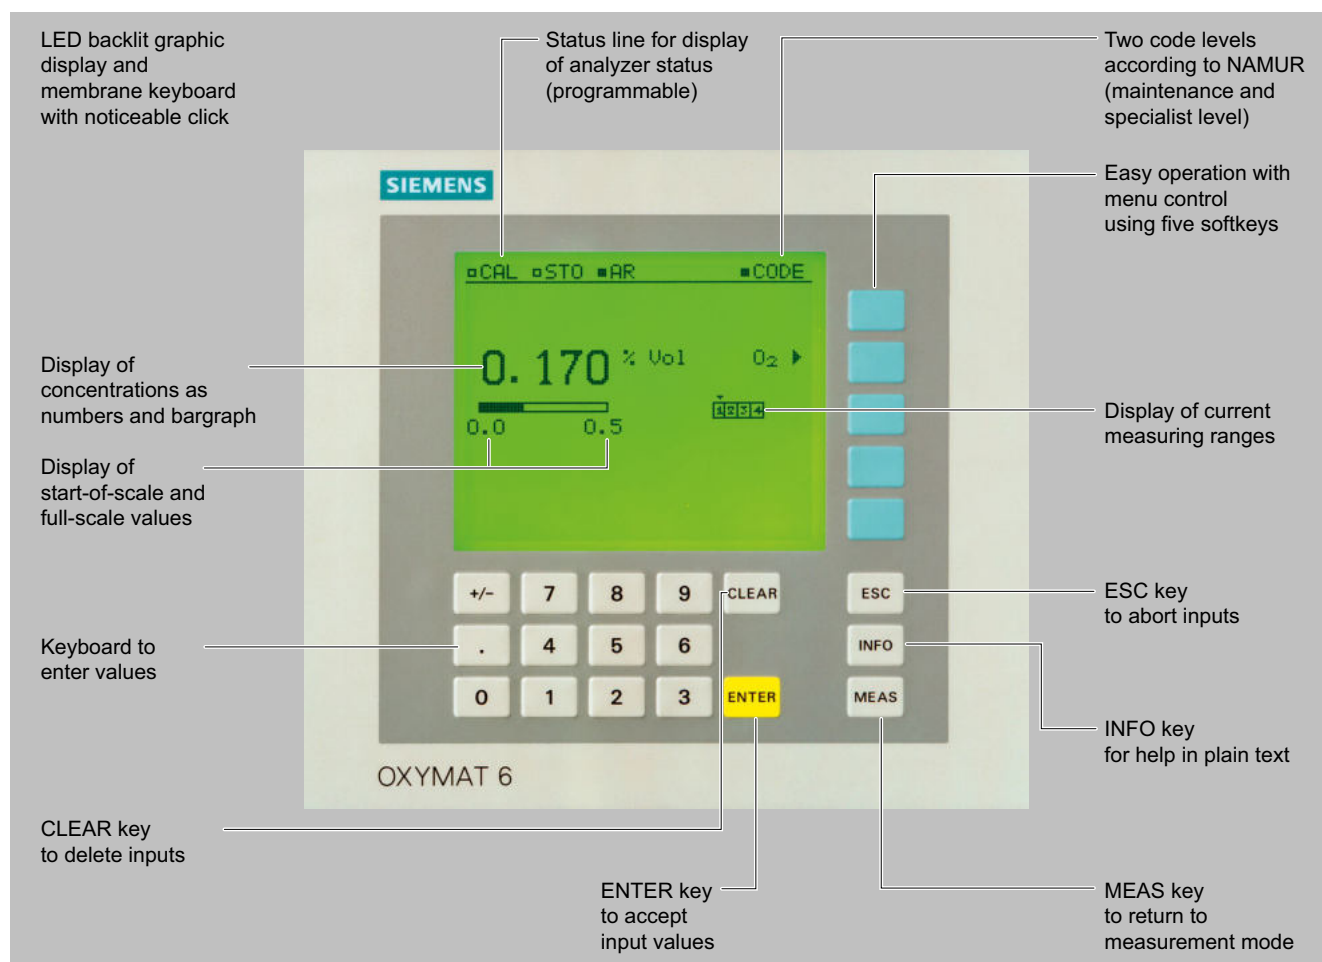 LED backlit graphic
display and
membrane keyboard
with noticeable click
Status line for display
of analyzer status
(programmable)
Two code levels
according to NAMUR
(maintenance and
specialist level)
Easy operation with
menu control
using five softkeys
SIEMENS
CAL STO AR CODE
0.170 % Vol O₂
1 2 3 4
0.0 0.5
Display of
concentrations as
numbers and bargraph
Display of current
measuring ranges
Display of
start-of-scale and
full-scale values
+/- 7 8 9 CLEAR ESC
. 4 5 6 INFO
0 1 2 3 ENTER MEAS
ESC key
to abort inputs
Keyboard to
enter values
INFO key
for help in plain text
OXYMAT 6
CLEAR key
to delete inputs
ENTER key
to accept
input values
MEAS key
to return to
measurement mode